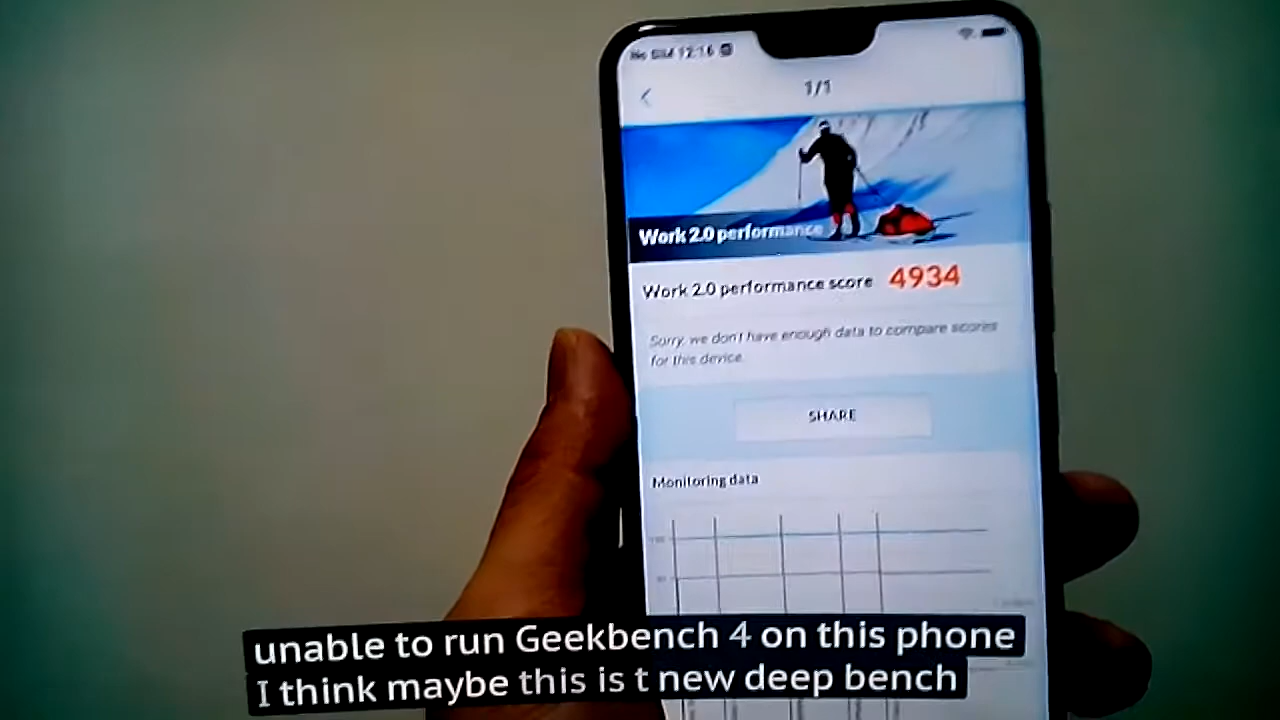 No SIM 12:16
1/1
Work 2.0 performance
Work 2.0 performance score 4934
Sorry, we don't have enough data to compare scores
for this device.
SHARE
Monitoring data
unable to run Geekbench 4 on this phone
I think maybe this is t new deep bench